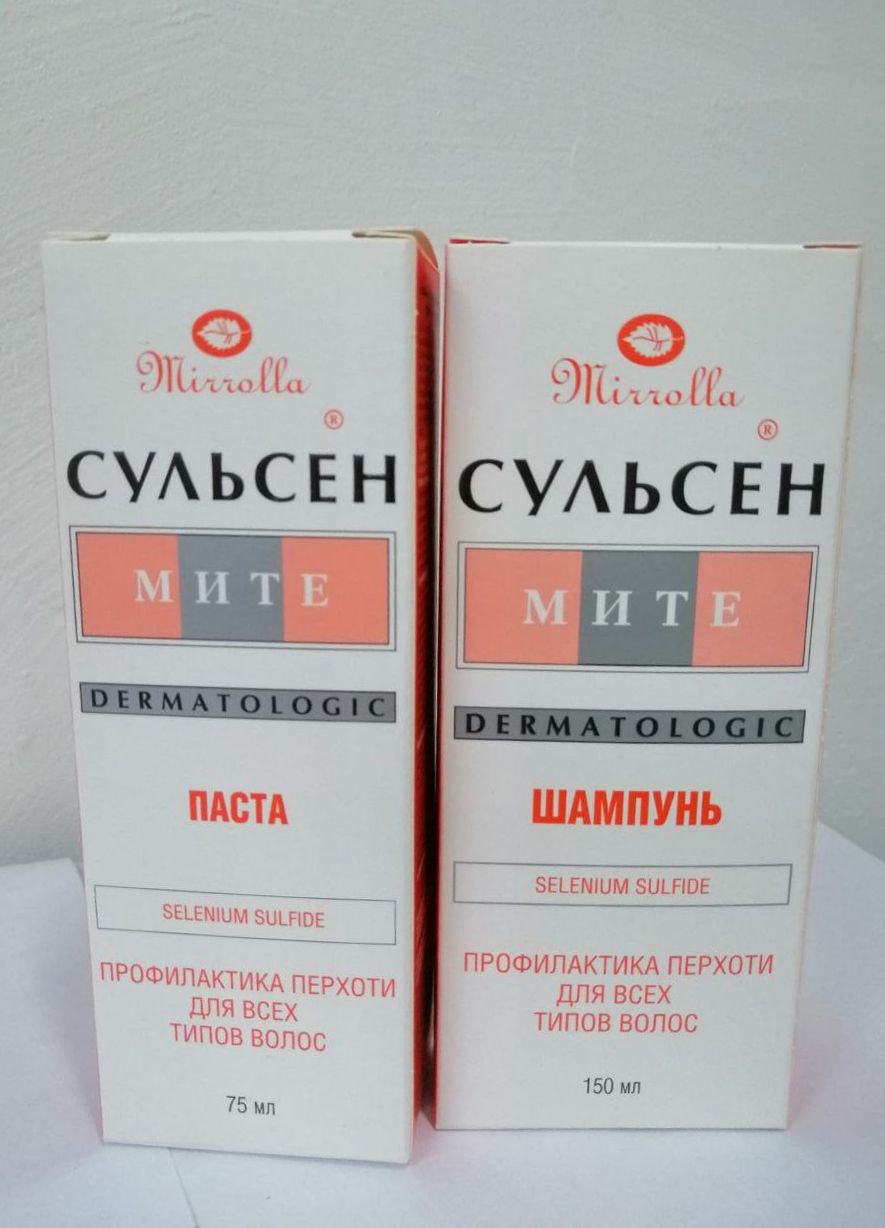 Mirrolla
®
СУЛЬСЕН
МИТЕ
DERMATOLOGIC
ПАСТА
SELENIUM SULFIDE
ПРОФИЛАКТИКА ПЕРХОТИ
ДЛЯ ВСЕХ
ТИПОВ ВОЛОС
75 мл
Mirrolla
®
СУЛЬСЕН
МИТЕ
DERMATOLOGIC
ШАМПУНЬ
SELENIUM SULFIDE
ПРОФИЛАКТИКА ПЕРХОТИ
ДЛЯ ВСЕХ
ТИПОВ ВОЛОС
150 мл